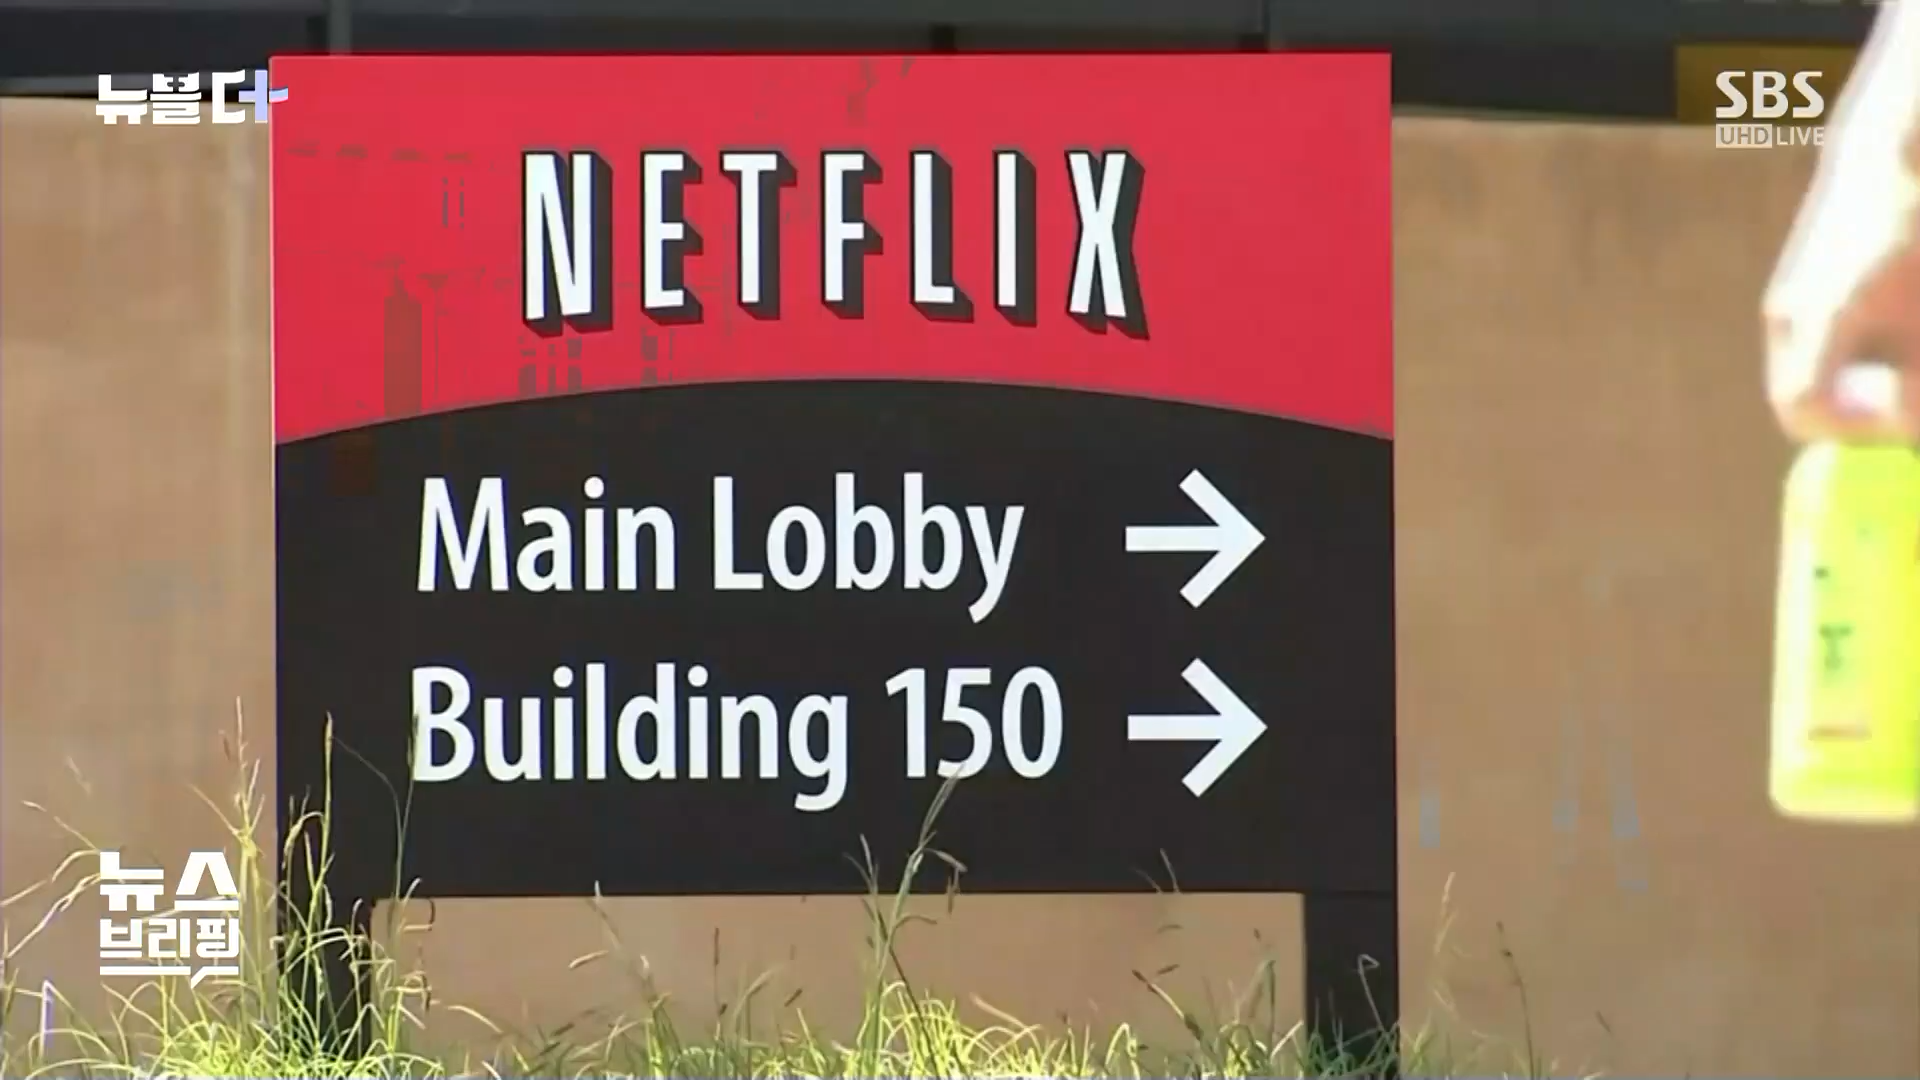 뉴블더
SBS
UHD LIVE
NETFLIX
Main Lobby →
Building 150 →
뉴스
브리핑